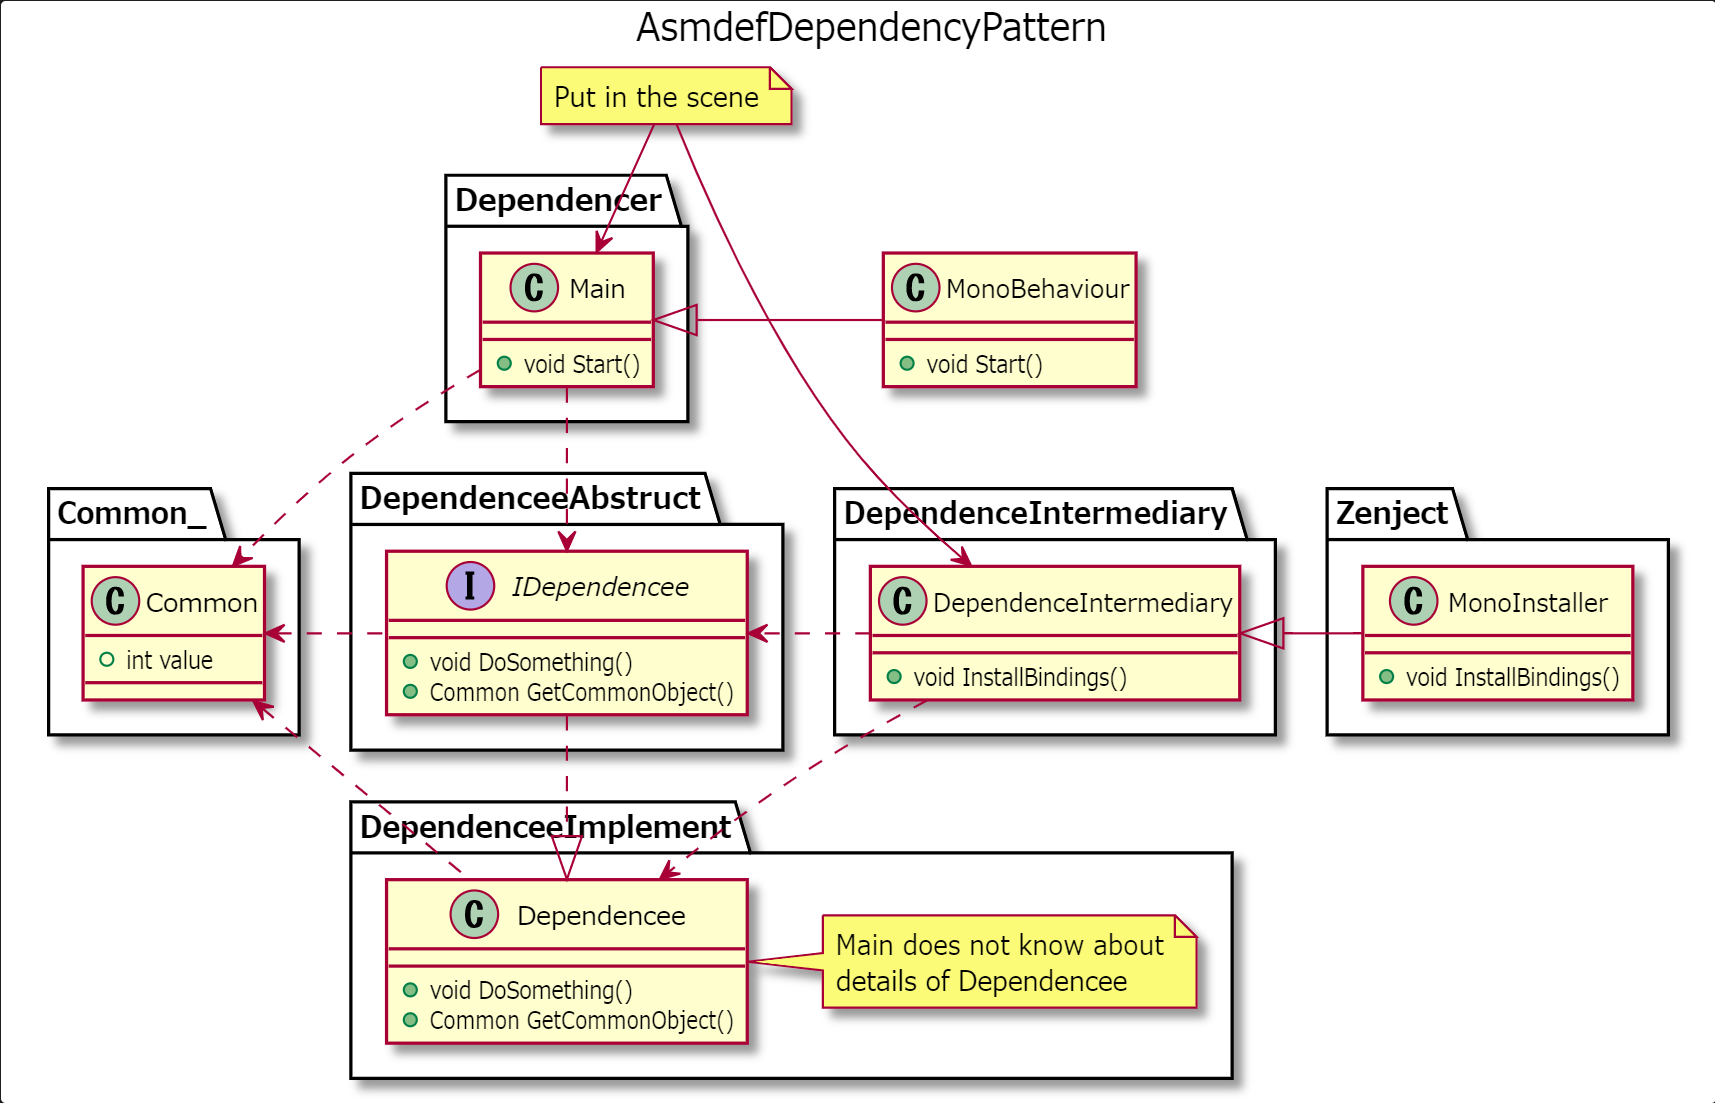 AsmdefDependencyPattern
Put in the scene
Dependencer
C Main
void Start()
C MonoBehaviour
void Start()
Common_
C Common
int value
DependenceeAbstruct
I IDependencee
void DoSomething()
Common GetCommonObject()
DependenceIntermediary
C DependenceIntermediary
void InstallBindings()
Zenject
C MonoInstaller
void InstallBindings()
DependenceeImplement
C Dependencee
void DoSomething()
Common GetCommonObject()
Main does not know about
details of Dependencee